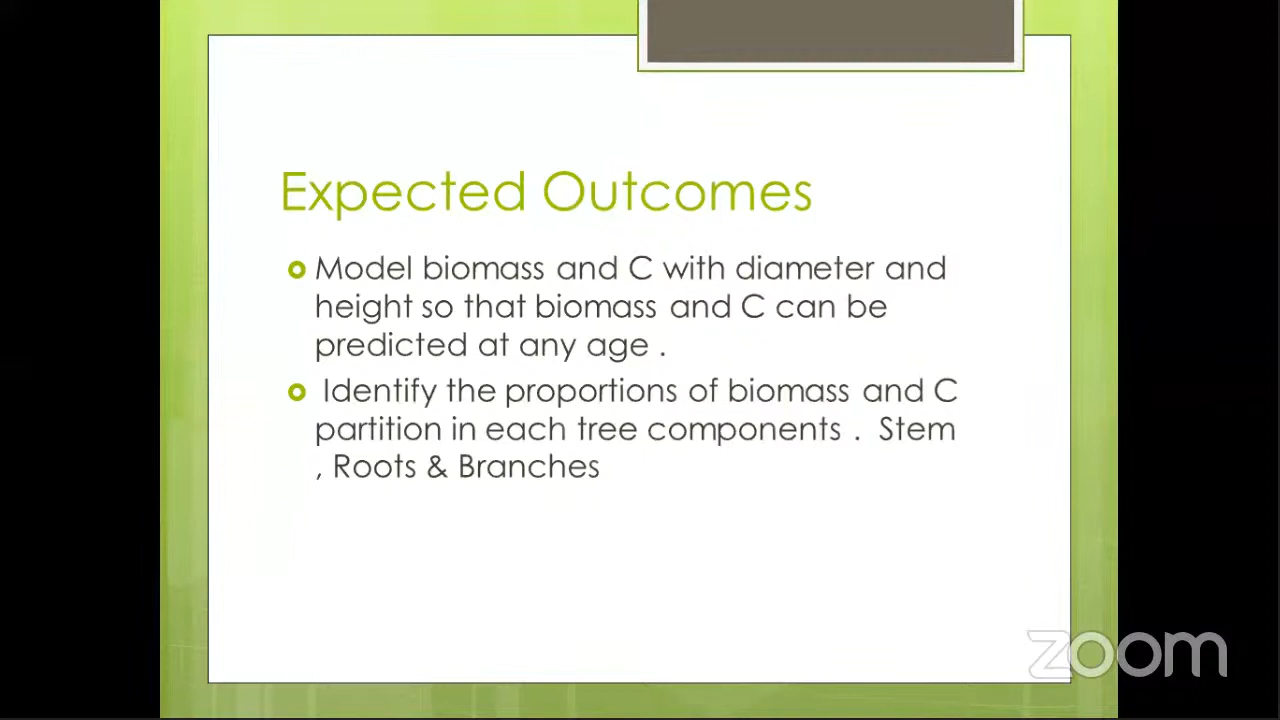 Expected Outcomes
Model biomass and C with diameter and
height so that biomass and C can be
predicted at any age .
Identify the proportions of biomass and C
partition in each tree components .  Stem
, Roots & Branches
zoom